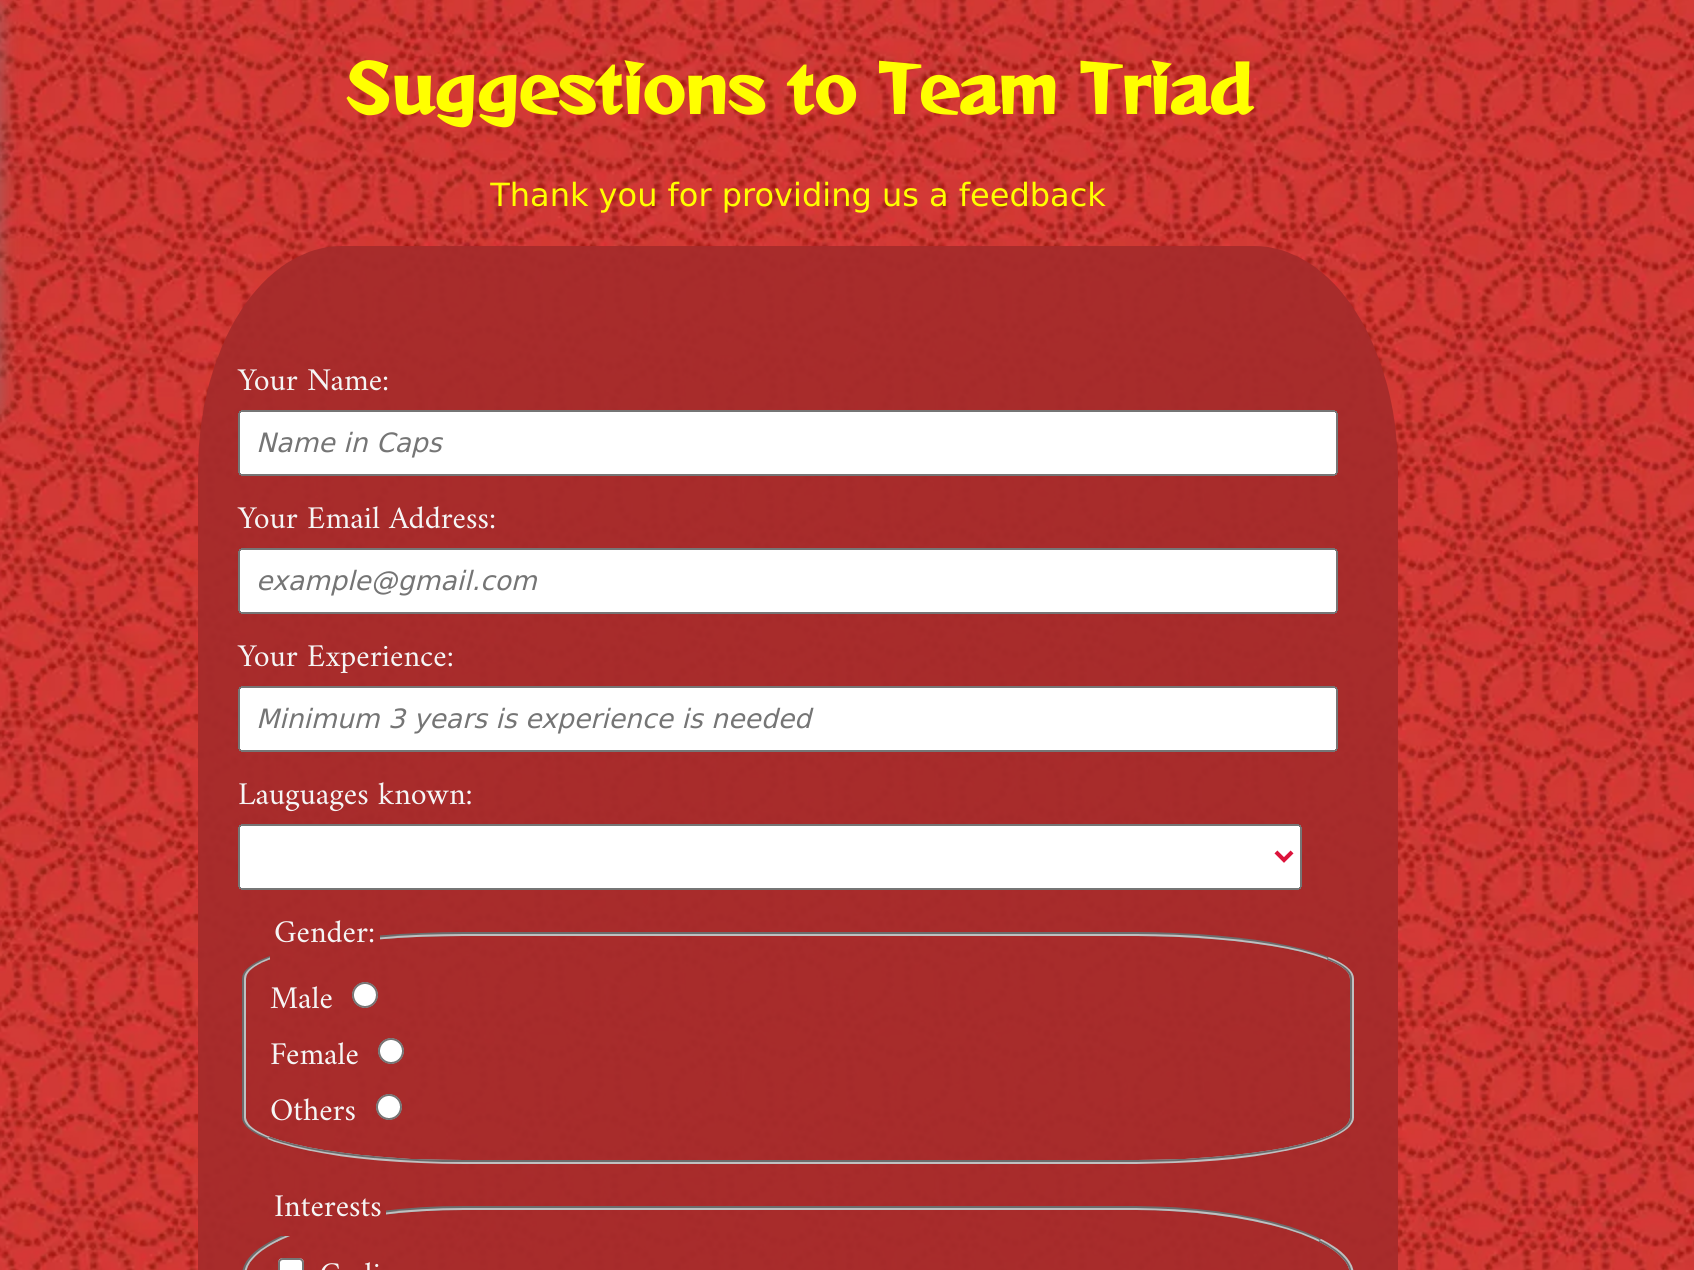 Suggestions to Team Triad
Thank you for providing us a feedback
Your Name:
Name in Caps
Your Email Address:
example@gmail.com
Your Experience:
Minimum 3 years is experience is needed
Lauguages known:
Gender:
Male
Female
Others
Interests